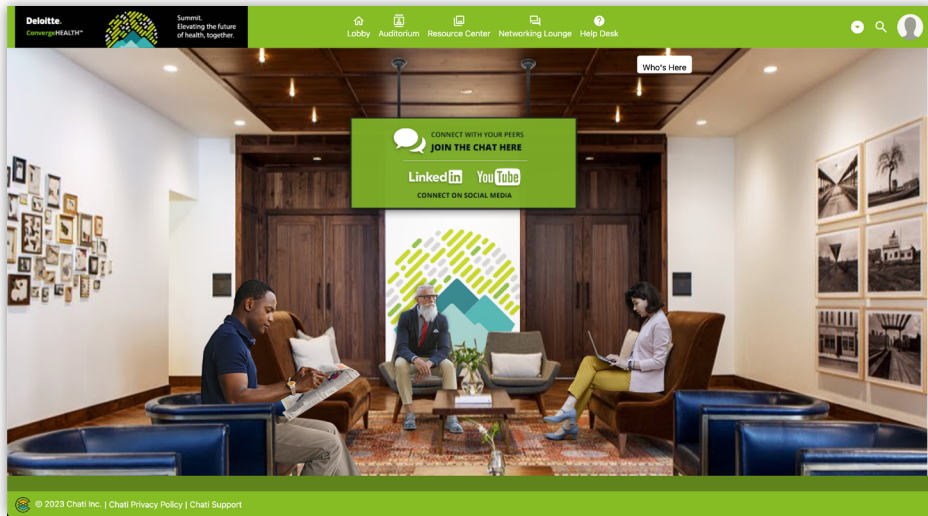 Deloitte.
ConvergeHEALTH™
Summit.
Elevating the future
of health, together.
Lobby
Auditorium
Resource Center
Networking Lounge
Help Desk
Who's Here
CONNECT WITH YOUR PEERS
JOIN THE CHAT HERE
Linked in
YouTube
CONNECT ON SOCIAL MEDIA
© 2023 Chati Inc. | Chati Privacy Policy | Chati Support